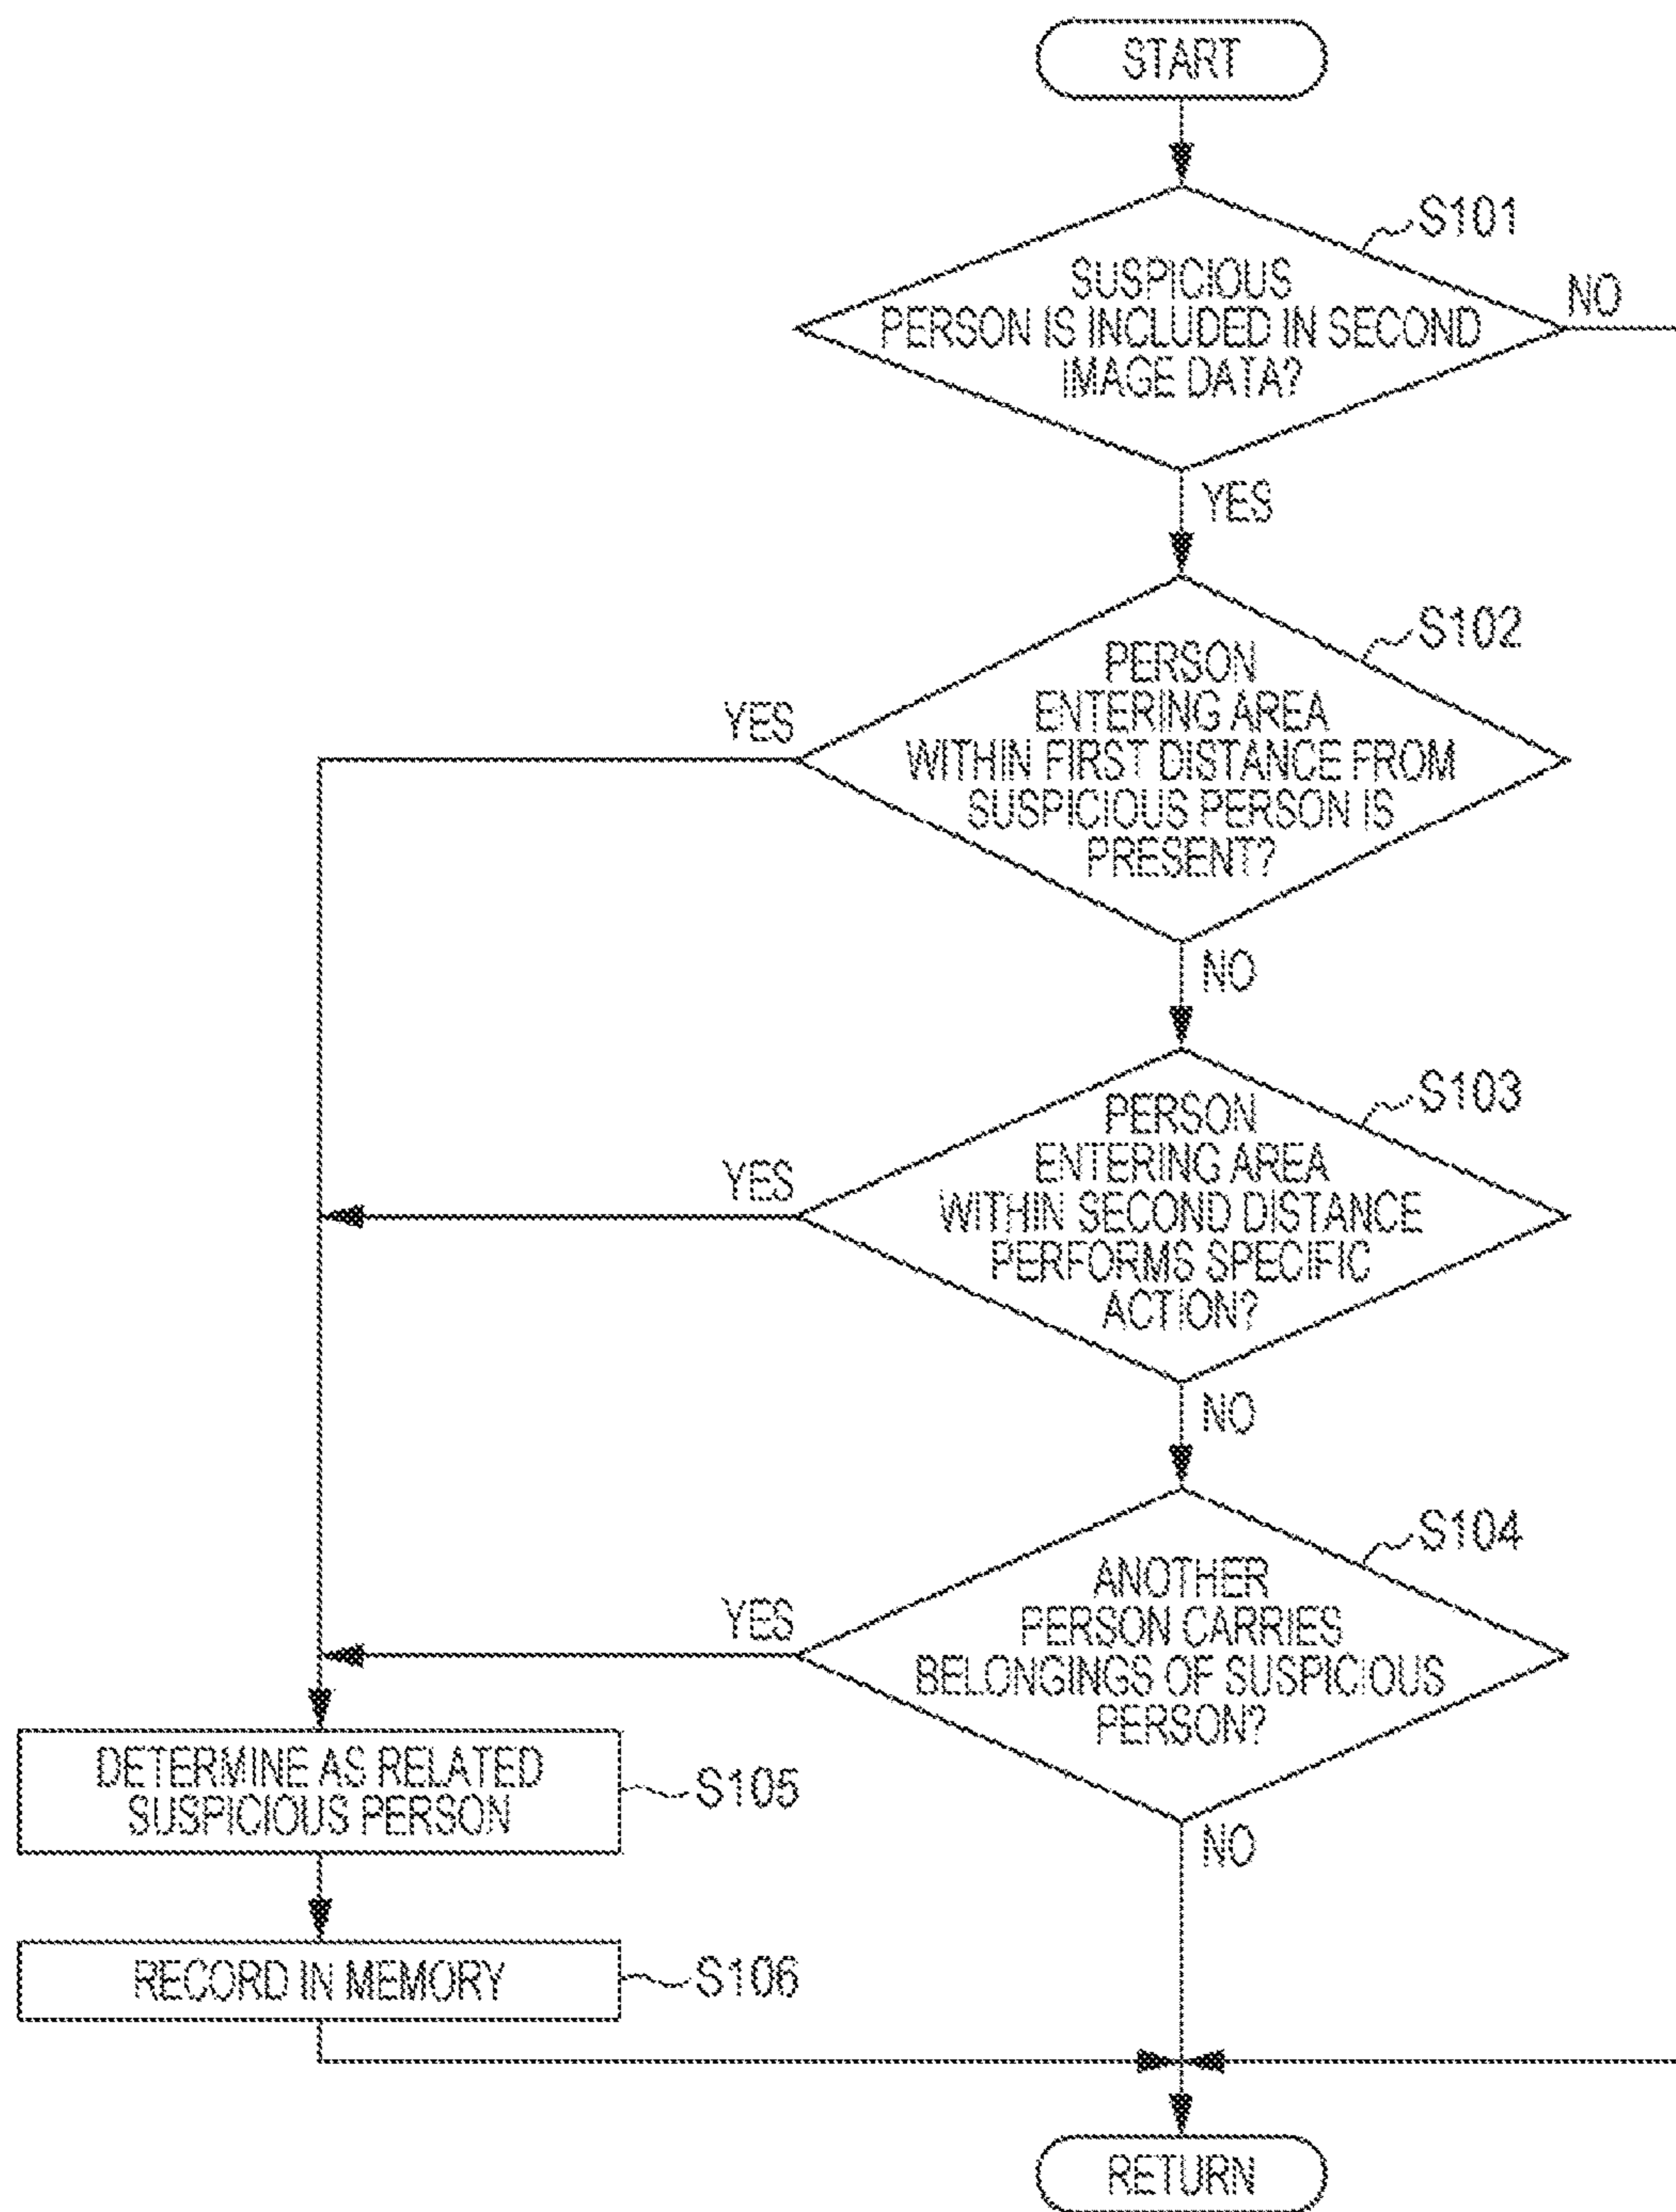 START
S101
SUSPICIOUS
PERSON IS INCLUDED IN SECOND
IMAGE DATA?
NO
YES
S102
PERSON
ENTERING AREA
WITHIN FIRST DISTANCE FROM
SUSPICIOUS PERSON IS
PRESENT?
YES
NO
S103
PERSON
ENTERING AREA
WITHIN SECOND DISTANCE
PERFORMS SPECIFIC
ACTION?
YES
NO
S104
ANOTHER
PERSON CARRIES
BELONGINGS OF SUSPICIOUS
PERSON?
YES
NO
DETERMINE AS RELATED
SUSPICIOUS PERSON
S105
RECORD IN MEMORY
S106
RETURN